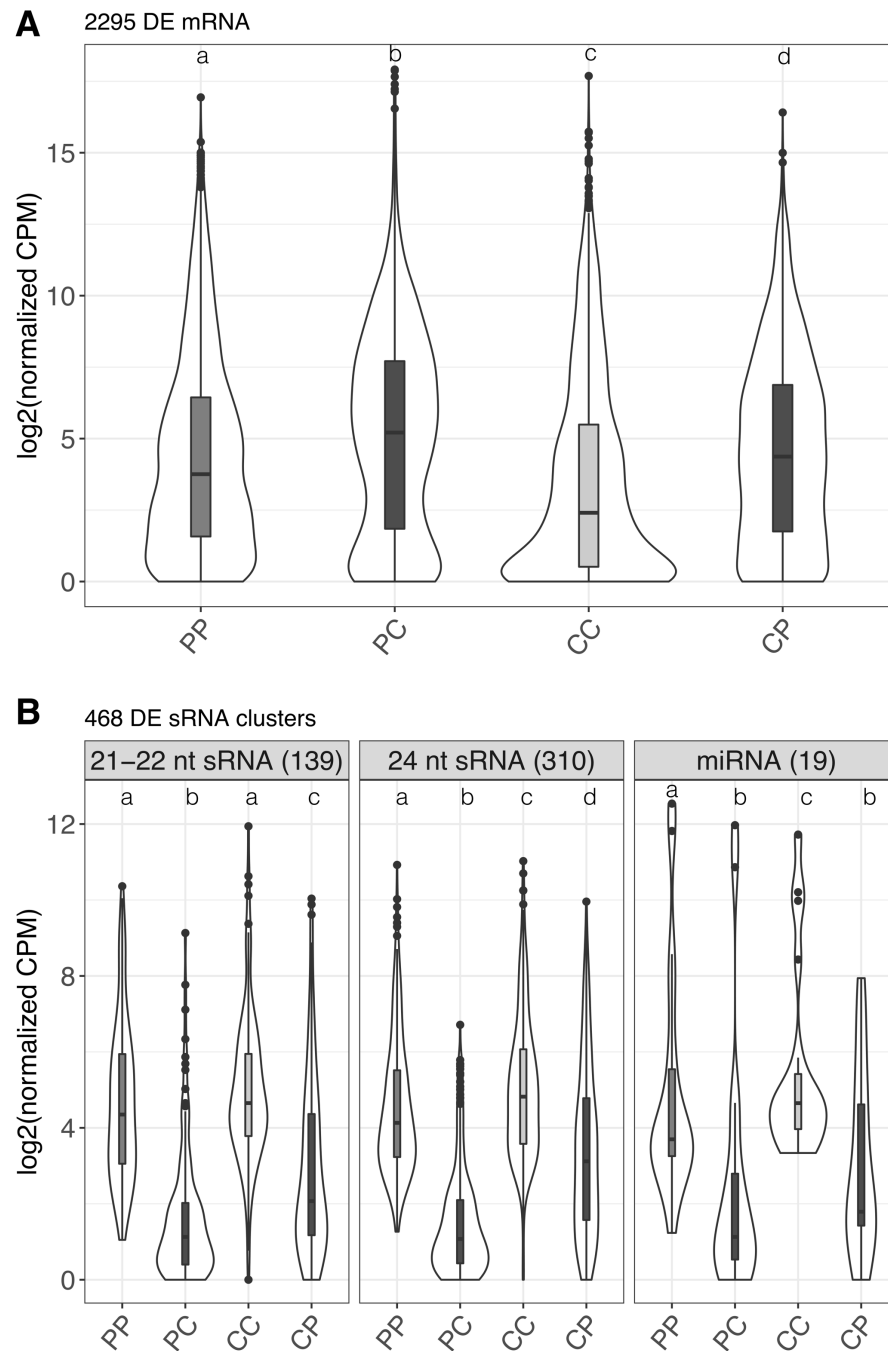 A
2295 DE mRNA
a b c d
log2(normalized CPM)
15
10
5
0
PP PC CC CP
B
468 DE sRNA clusters
21−22 nt sRNA (139) 24 nt sRNA (310) miRNA (19)
a b a c a b c d a b c b
log2(normalized CPM)
12
8
4
0
PP PC CC CP PP PC CC CP PP PC CC CP